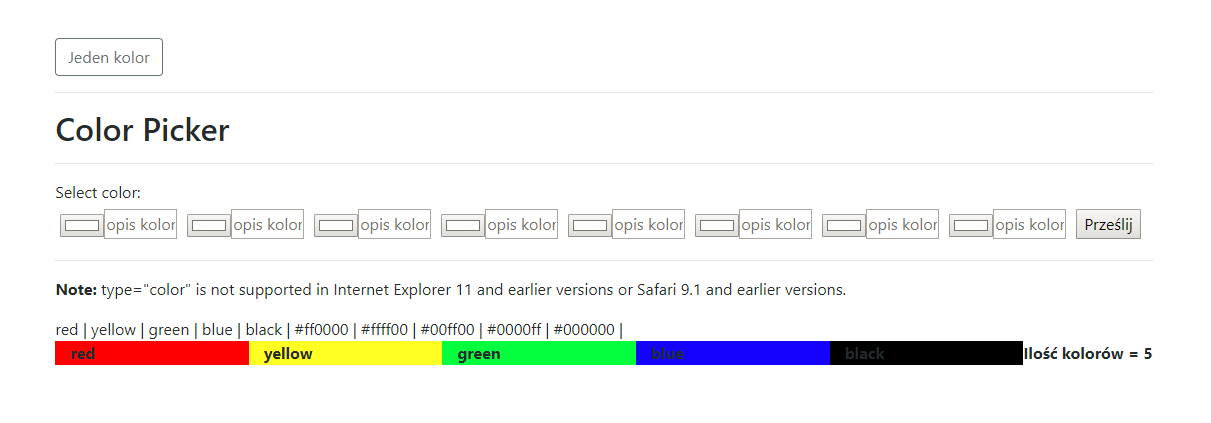 Jeden kolor
Color Picker
Select color:
opis kolor opis kolor opis kolor opis kolor opis kolor opis kolor opis kolor opis kolor Prześlij
Note: type="color" is not supported in Internet Explorer 11 and earlier versions or Safari 9.1 and earlier versions.
red | yellow | green | blue | black | #ff0000 | #ffff00 | #00ff00 | #0000ff | #000000 |
red yellow green blue black Ilość kolorów = 5